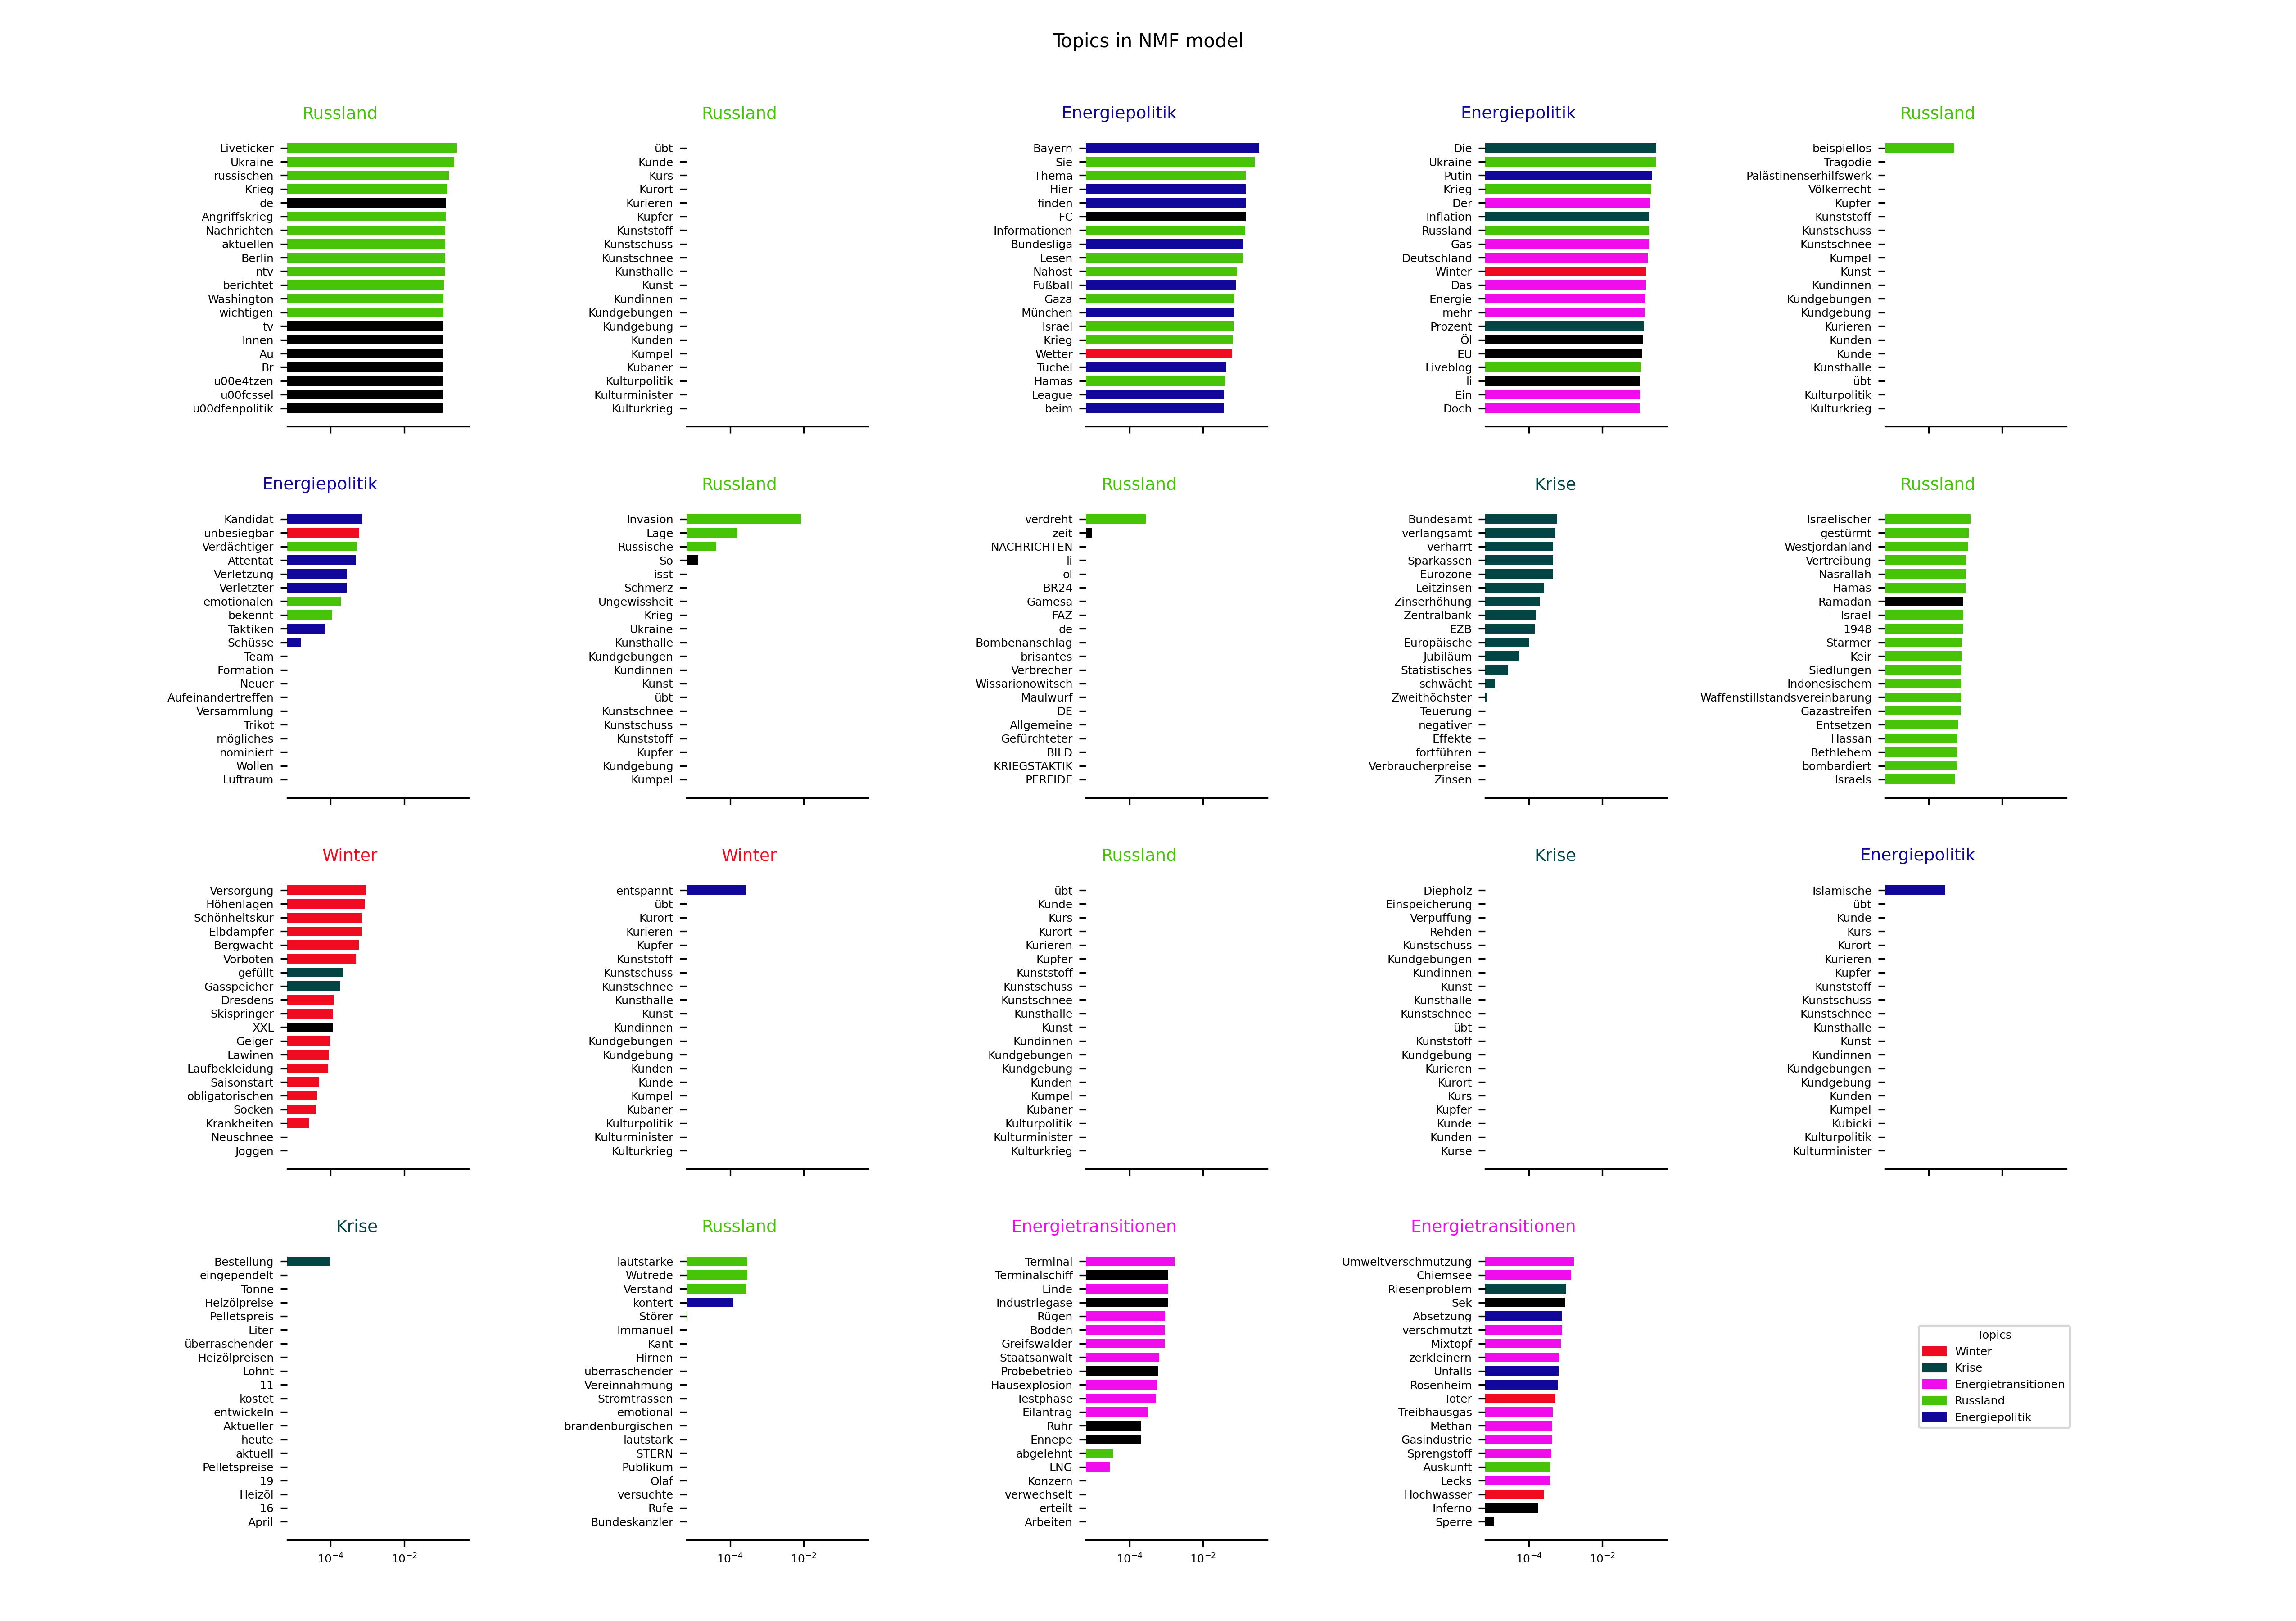 Topics in NMF model
Russland
Liveticker
Ukraine
russischen
Krieg
de
Angriffskrieg
Nachrichten
aktuellen
Berlin
ntv
berichtet
Washington
wichtigen
tv
Innen
Au
Br
u00e4tzen
u00fcssel
u00dfenpolitik
Russland
übt
Kunde
Kurs
Kurort
Kurieren
Kupfer
Kunststoff
Kunstschuss
Kunstschnee
Kunsthalle
Kunst
Kundinnen
Kundgebungen
Kundgebung
Kunden
Kumpel
Kubaner
Kulturpolitik
Kulturminister
Kulturkrieg
Energiepolitik
Bayern
Sie
Thema
Hier
finden
FC
Informationen
Bundesliga
Lesen
Nahost
Fußball
Gaza
München
Israel
Krieg
Wetter
Tuchel
Hamas
League
beim
Energiepolitik
Die
Ukraine
Putin
Krieg
Der
Inflation
Russland
Gas
Deutschland
Winter
Das
Energie
mehr
Prozent
Öl
EU
Liveblog
li
Ein
Doch
Russland
beispiellos
Tragödie
Palästinenserhilfswerk
Völkerrecht
Kupfer
Kunststoff
Kunstschuss
Kunstschnee
Kumpel
Kunst
Kundinnen
Kundgebungen
Kundgebung
Kurieren
Kunden
Kunde
Kunsthalle
übt
Kulturpolitik
Kulturkrieg
Energiepolitik
Kandidat
unbesiegbar
Verdächtiger
Attentat
Verletzung
Verletzter
emotionalen
bekennt
Taktiken
Schüsse
Team
Formation
Neuer
Aufeinandertreffen
Versammlung
Trikot
mögliches
nominiert
Wollen
Luftraum
Russland
Invasion
Lage
Russische
So
isst
Schmerz
Ungewissheit
Krieg
Ukraine
Kunsthalle
Kundgebungen
Kundinnen
Kunst
übt
Kunstschnee
Kunstschuss
Kunststoff
Kupfer
Kundgebung
Kumpel
Russland
verdreht
zeit
NACHRICHTEN
li
ol
BR24
Gamesa
FAZ
de
Bombenanschlag
brisantes
Verbrecher
Wissarionowitsch
Maulwurf
DE
Allgemeine
Gefürchteter
BILD
KRIEGSTAKTIK
PERFIDE
Krise
Bundesamt
verlangsamt
verharrt
Sparkassen
Eurozone
Leitzinsen
Zinserhöhung
Zentralbank
EZB
Europäische
Jubiläum
Statistisches
schwächt
Zweithöchster
Teuerung
negativer
Effekte
fortführen
Verbraucherpreise
Zinsen
Russland
Israelischer
gestürmt
Westjordanland
Vertreibung
Nasrallah
Hamas
Ramadan
Israel
1948
Starmer
Keir
Siedlungen
Indonesischem
Waffenstillstandsvereinbarung
Gazastreifen
Entsetzen
Hassan
Bethlehem
bombardiert
Israels
Winter
Versorgung
Höhenlagen
Schönheitskur
Elbdampfer
Bergwacht
Vorboten
gefüllt
Gasspeicher
Dresdens
Skispringer
XXL
Geiger
Lawinen
Laufbekleidung
Saisonstart
obligatorischen
Socken
Krankheiten
Neuschnee
Joggen
Winter
entspannt
übt
Kurort
Kurieren
Kupfer
Kunststoff
Kunstschuss
Kunstschnee
Kunsthalle
Kunst
Kundinnen
Kundgebungen
Kundgebung
Kunden
Kunde
Kumpel
Kubaner
Kulturpolitik
Kulturminister
Kulturkrieg
Russland
übt
Kunde
Kurs
Kurort
Kurieren
Kupfer
Kunststoff
Kunstschuss
Kunstschnee
Kunsthalle
Kunst
Kundinnen
Kundgebungen
Kundgebung
Kunden
Kumpel
Kubaner
Kulturpolitik
Kulturminister
Kulturkrieg
Krise
Diepholz
Einspeicherung
Verpuffung
Rehden
Kunstschuss
Kundgebungen
Kundinnen
Kunst
Kunsthalle
Kunstschnee
übt
Kunststoff
Kundgebung
Kurieren
Kurort
Kurs
Kupfer
Kunde
Kunden
Kurse
Energiepolitik
Islamische
übt
Kunde
Kurs
Kurort
Kurieren
Kupfer
Kunststoff
Kunstschuss
Kunstschnee
Kunsthalle
Kunst
Kundinnen
Kundgebungen
Kundgebung
Kunden
Kumpel
Kubicki
Kulturpolitik
Kulturminister
Krise
Bestellung
eingependelt
Tonne
Heizölpreise
Pelletspreis
Liter
überraschender
Heizölpreisen
Lohnt
11
kostet
entwickeln
Aktueller
heute
aktuell
Pelletspreise
19
Heizöl
16
April
10⁻⁴ 10⁻²
Russland
lautstarke
Wutrede
Verstand
kontert
Störer
Immanuel
Kant
Hirnen
überraschender
Vereinnahmung
Stromtrassen
emotional
brandenburgischen
lautstark
STERN
Publikum
Olaf
versuchte
Rufe
Bundeskanzler
10⁻⁴ 10⁻²
Energietransitionen
Terminal
Terminalschiff
Linde
Industriegase
Rügen
Bodden
Greifswalder
Staatsanwalt
Probebetrieb
Hausexplosion
Testphase
Eilantrag
Ruhr
Ennepe
abgelehnt
LNG
Konzern
verwechselt
erteilt
Arbeiten
10⁻⁴ 10⁻²
Energietransitionen
Umweltverschmutzung
Chiemsee
Riesenproblem
Sek
Absetzung
verschmutzt
Mixtopf
zerkleinern
Unfalls
Rosenheim
Toter
Treibhausgas
Methan
Gasindustrie
Sprengstoff
Auskunft
Lecks
Hochwasser
Inferno
Sperre
10⁻⁴ 10⁻²
Topics
Winter
Krise
Energietransitionen
Russland
Energiepolitik